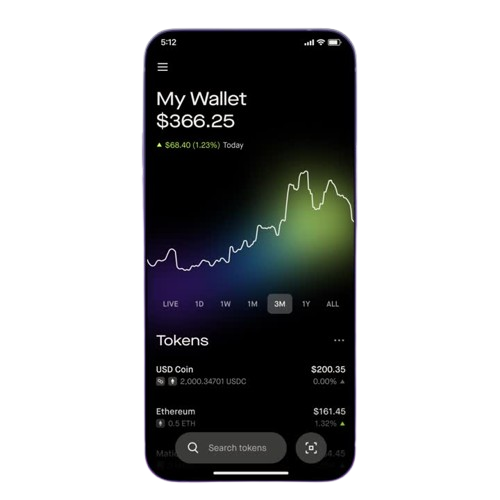 5:12
My Wallet
$366.25
▲ $68.40 (1.23%) Today
LIVE 1D 1W 1M 3M 1Y ALL
Tokens ...
USD Coin $200.35
2,000.34701 USDC 0.00% ▲
Ethereum $161.45
0.5 ETH 1.32% ▲
Search tokens